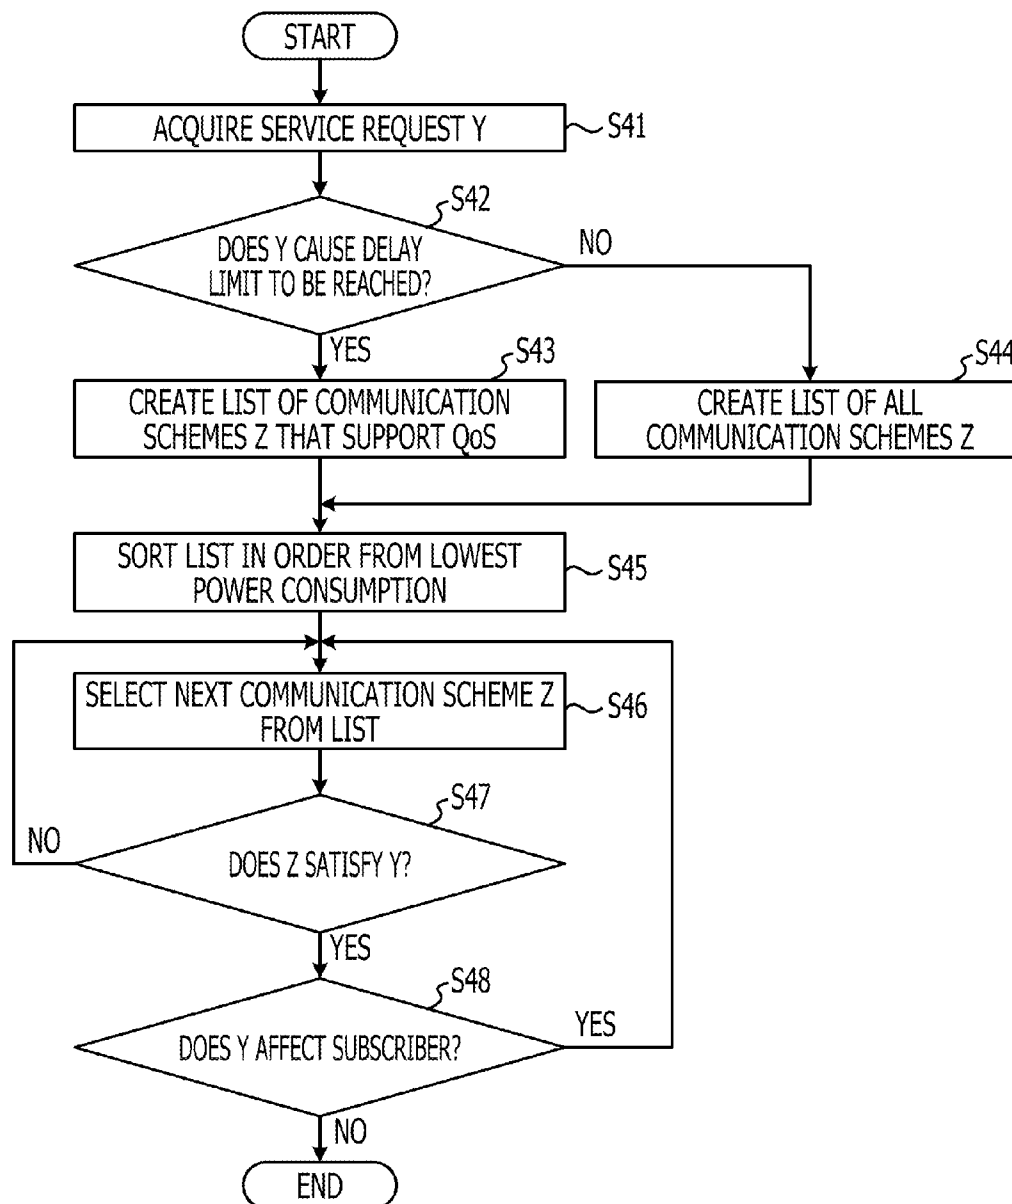 START
ACQUIRE SERVICE REQUEST Y
S41
S42
DOES Y CAUSE DELAY
LIMIT TO BE REACHED?
NO
YES
S43
CREATE LIST OF COMMUNICATION
SCHEMES Z THAT SUPPORT QoS
S44
CREATE LIST OF ALL
COMMUNICATION SCHEMES Z
SORT LIST IN ORDER FROM LOWEST
POWER CONSUMPTION
S45
SELECT NEXT COMMUNICATION SCHEME Z
FROM LIST
S46
S47
NO
DOES Z SATISFY Y?
YES
S48
DOES Y AFFECT SUBSCRIBER?
YES
NO
END